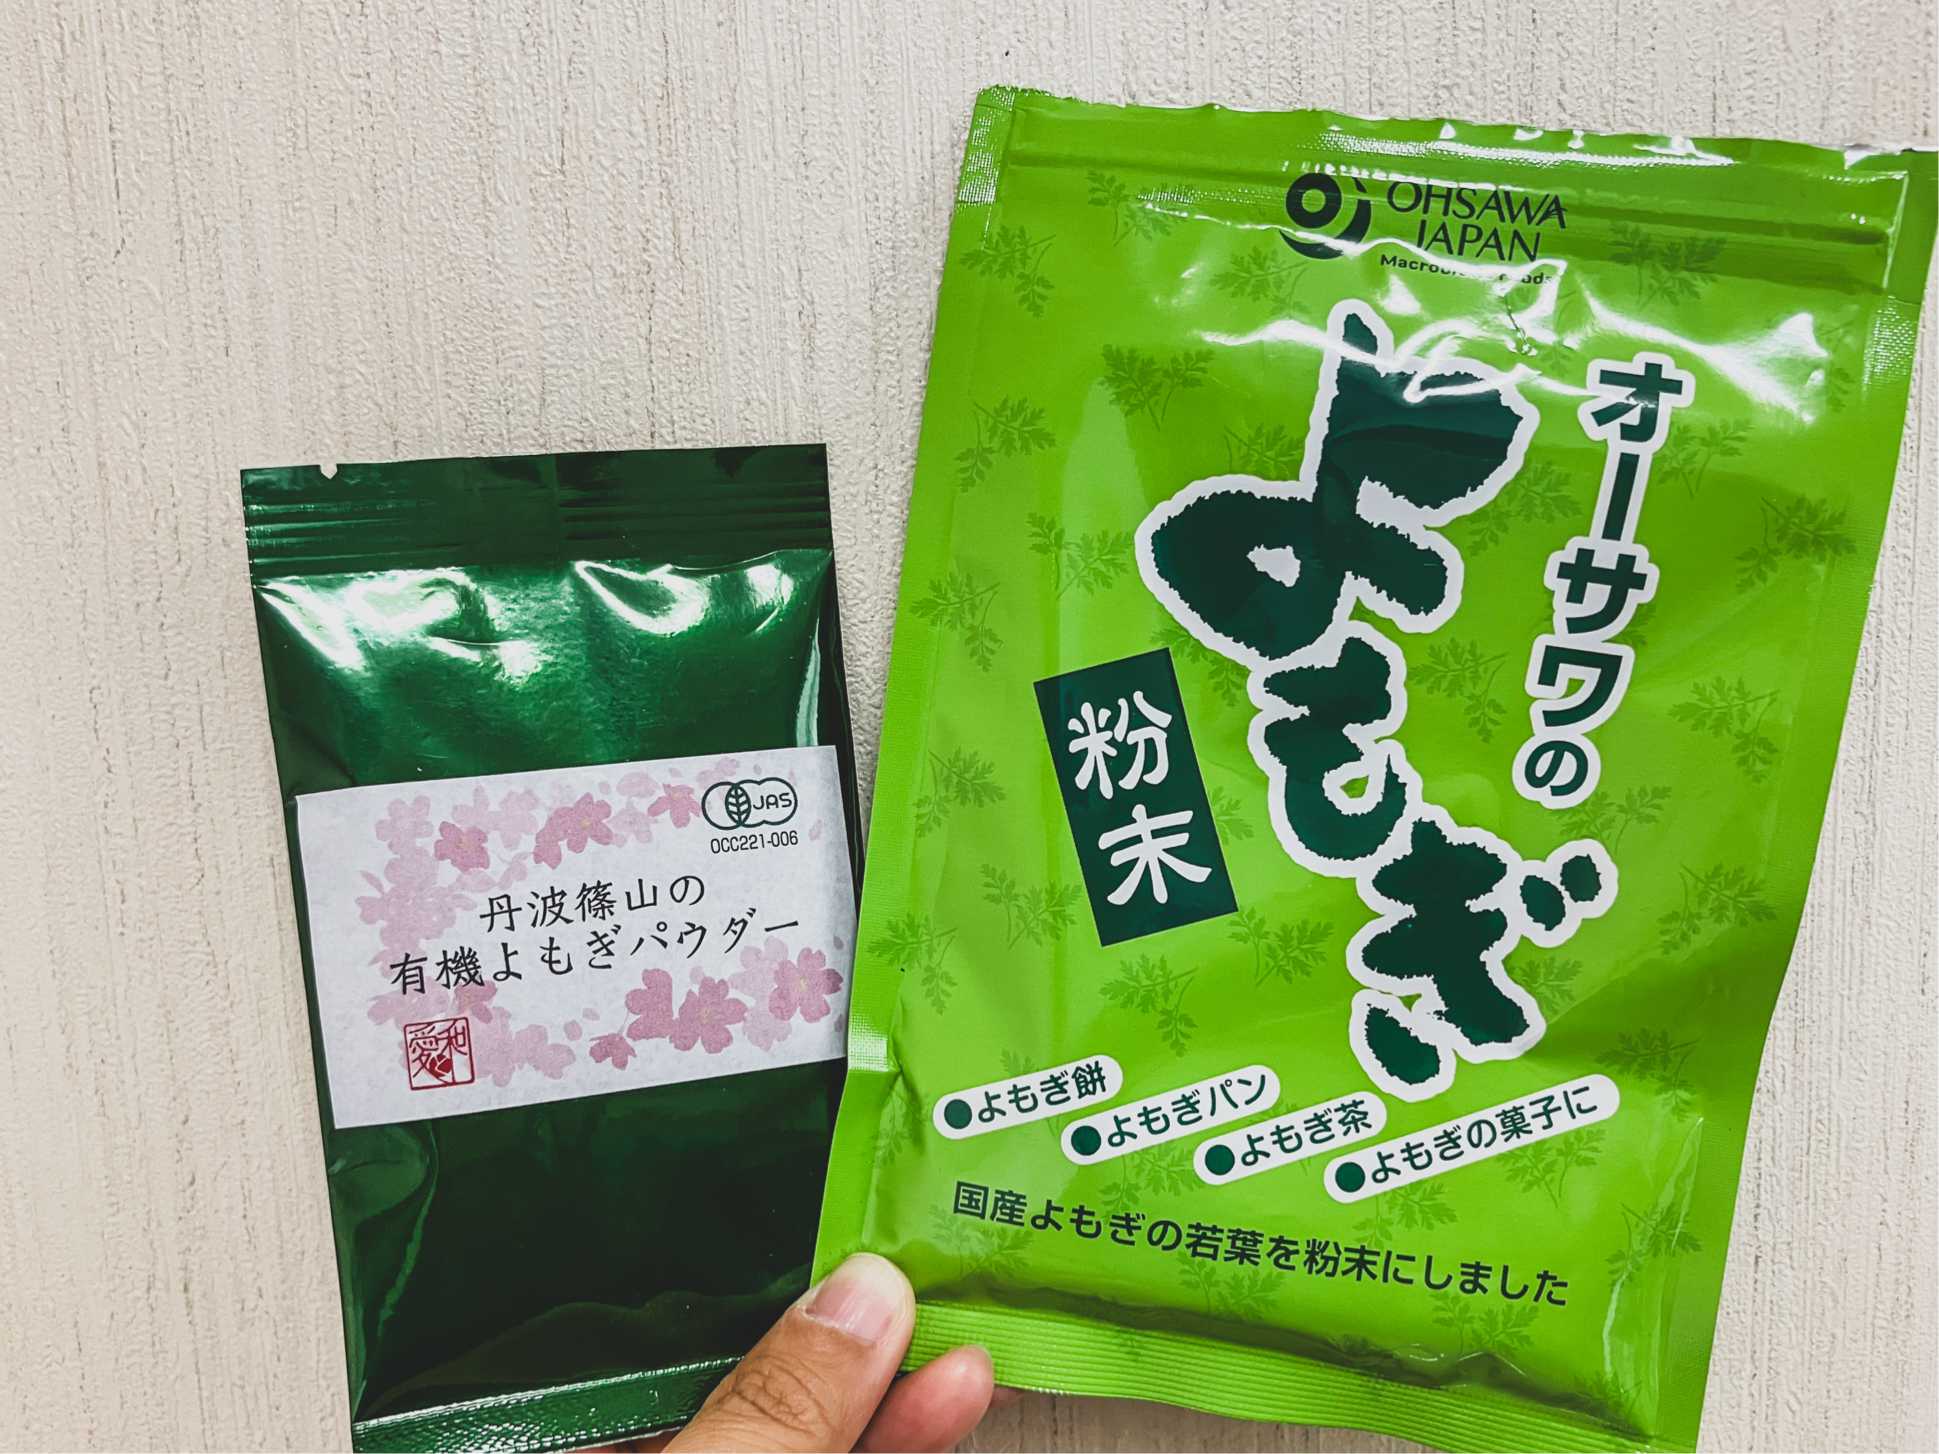 JAS
OCC221-006
丹波篠山の
有機よもぎパウダー
愛和
OHSAWA
JAPAN
オーサワの
よもぎ
粉末
●よもぎ餅
●よもぎパン
●よもぎ茶
●よもぎの菓子に
国産よもぎの若葉を粉末にしました